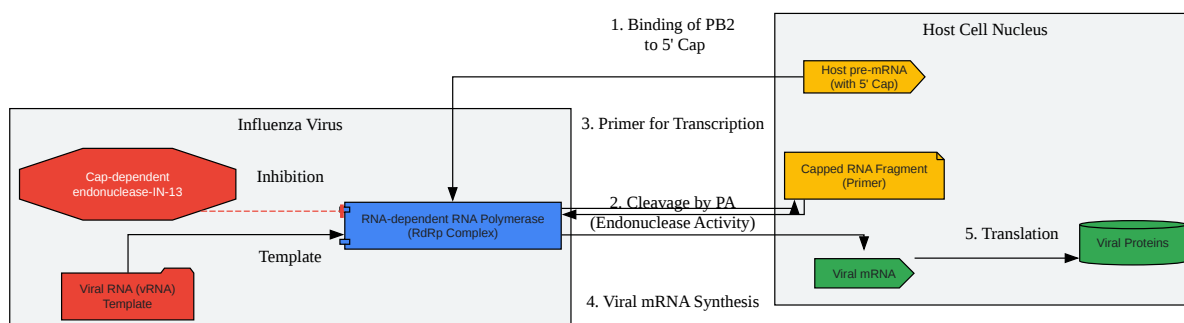 1. Binding of PB2
to 5' Cap
Host Cell Nucleus
Host pre-mRNA
(with 5' Cap)
Influenza Virus
3. Primer for Transcription
Cap-dependent
endonuclease-IN-13
Inhibition
Capped RNA Fragment
(Primer)
RNA-dependent RNA Polymerase
(RdRp Complex)
2. Cleavage by PA
(Endonuclease Activity)
Template
5. Translation
Viral Proteins
Viral mRNA
Viral RNA (vRNA)
Template
4. Viral mRNA Synthesis